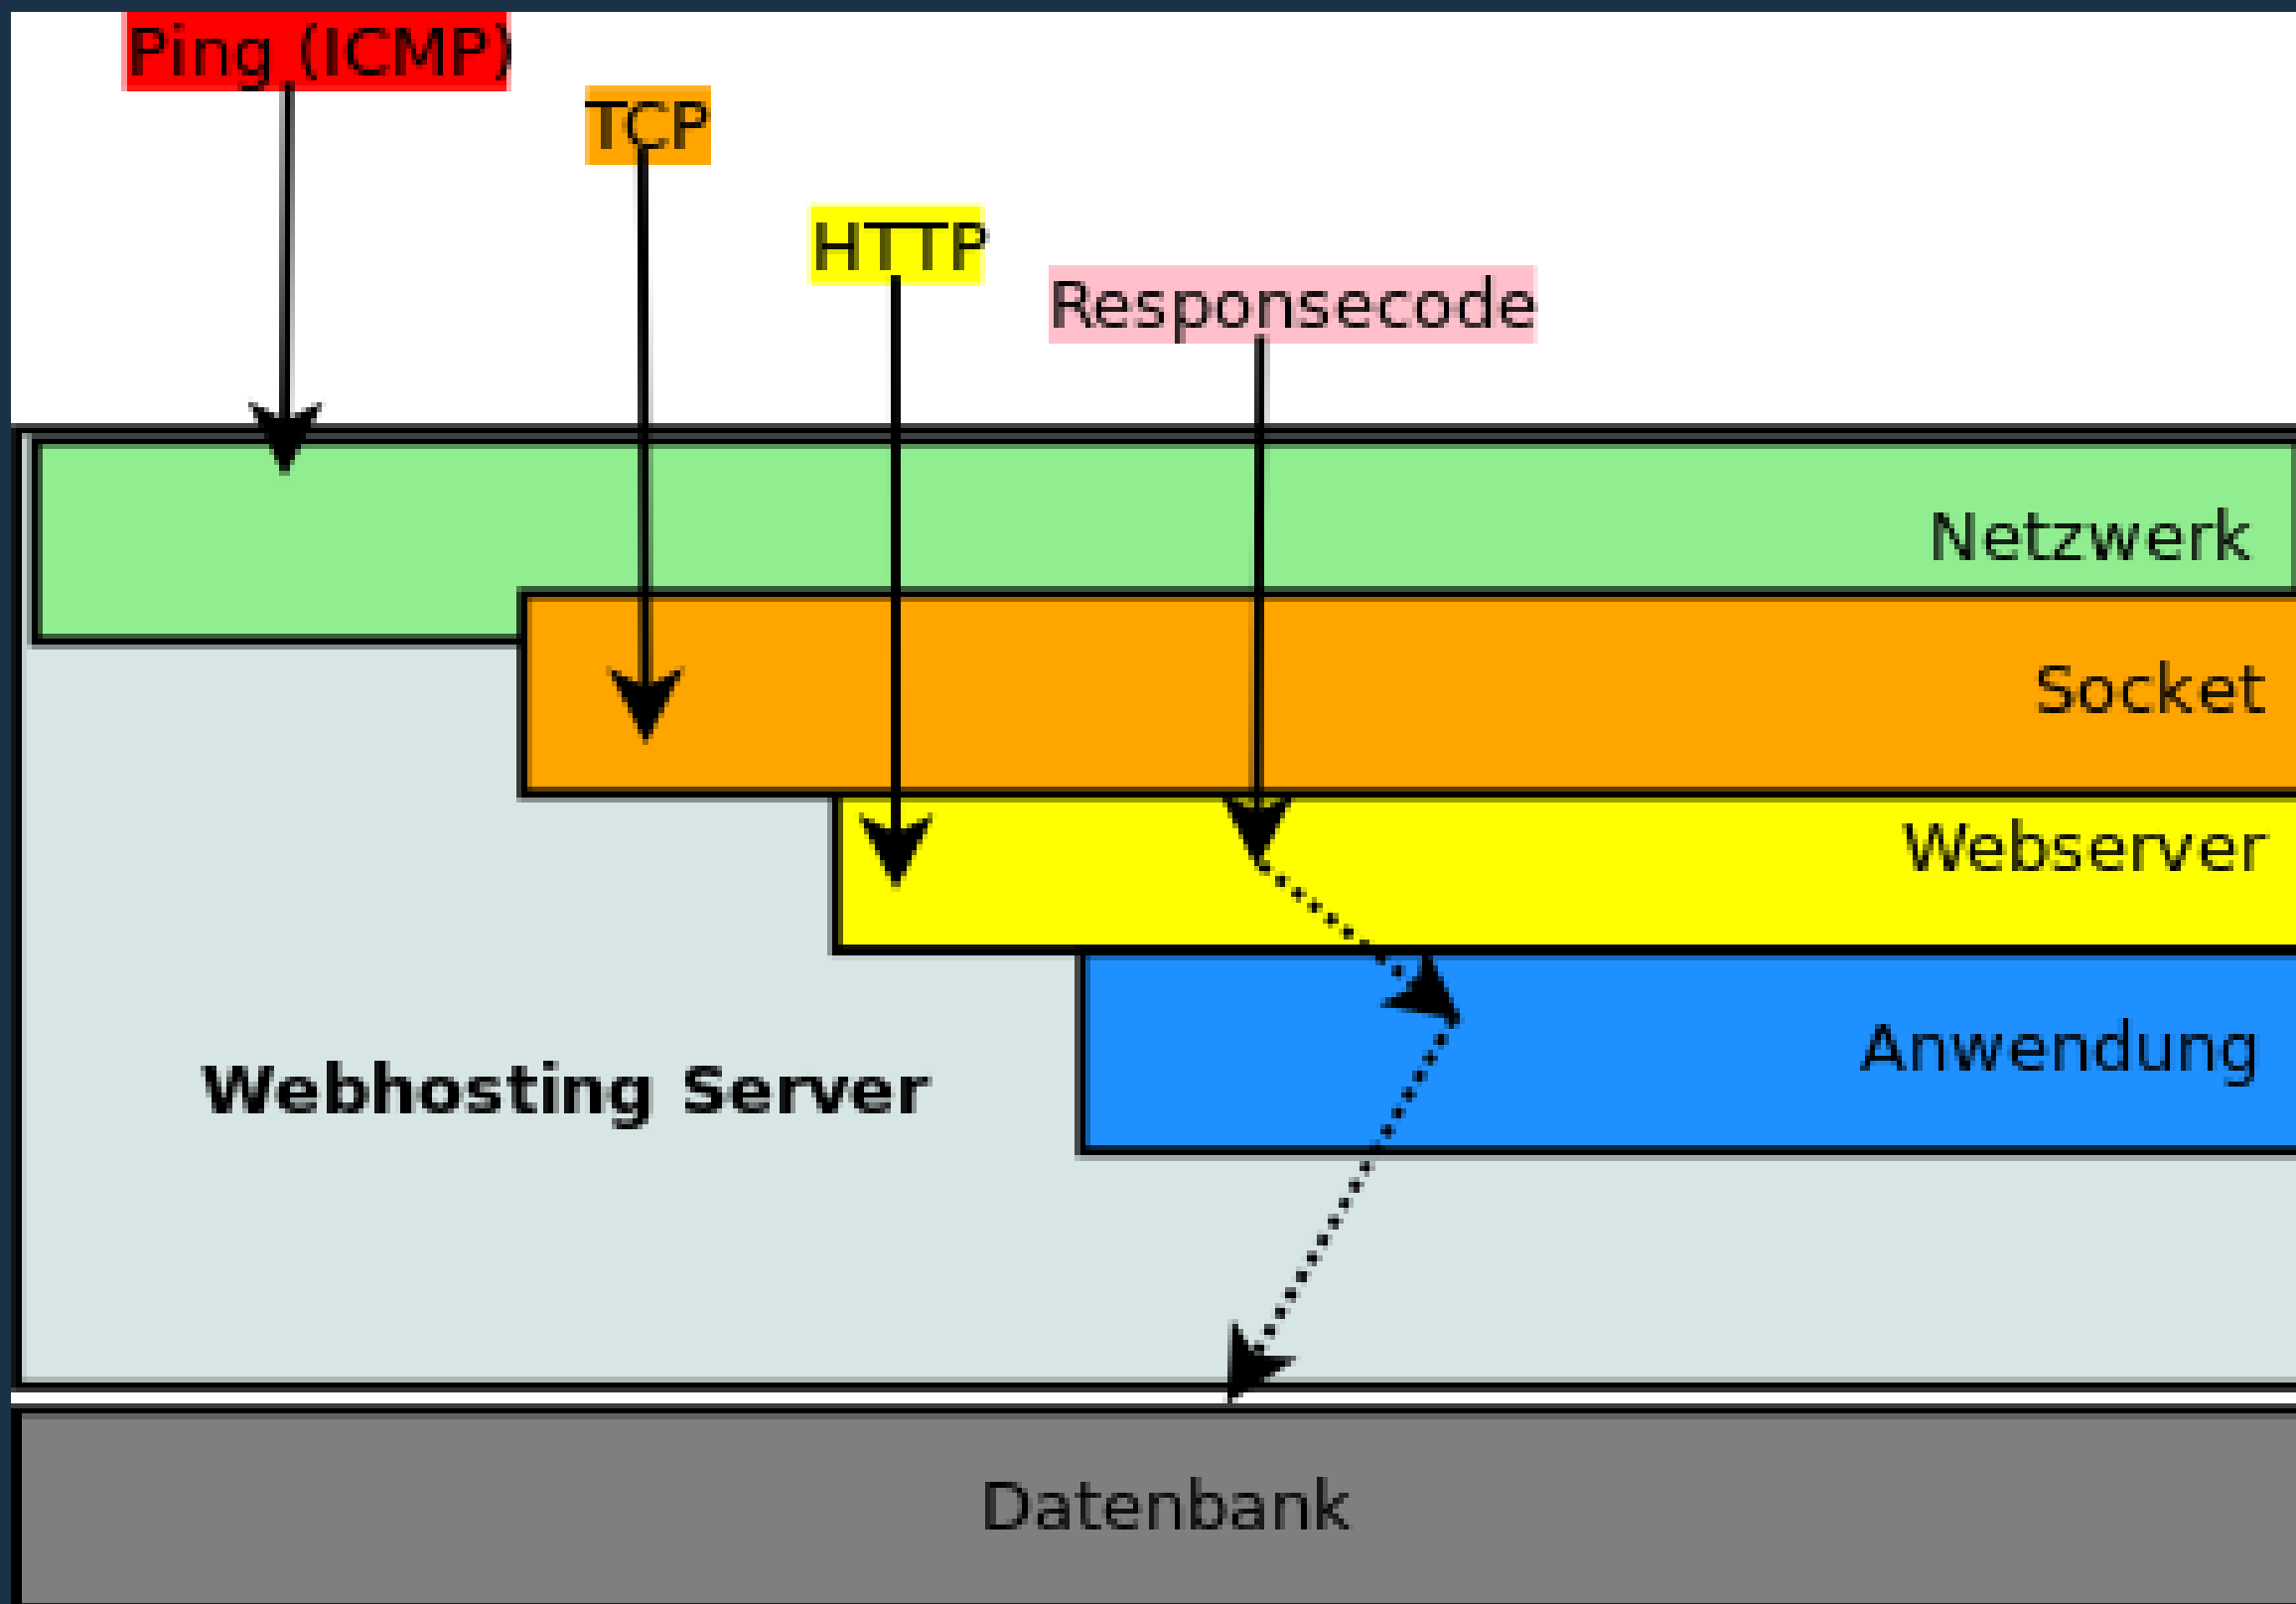 Ping (ICMP)
TCP
HTTP
Responsecode
Netzwerk
Socket
Webserver
Anwendung
Webhosting Server
Datenbank